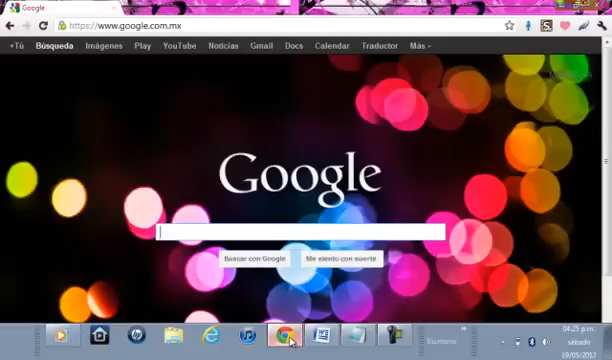 Google
https://www.google.com.mx
+Tú Búsqueda Imágenes Play YouTube Noticias Gmail Docs Calendar Traductor Más
Google
Buscar con Google Me siento con suerte
04:25 p.m.
Escritorio
sábado
19/05/2012